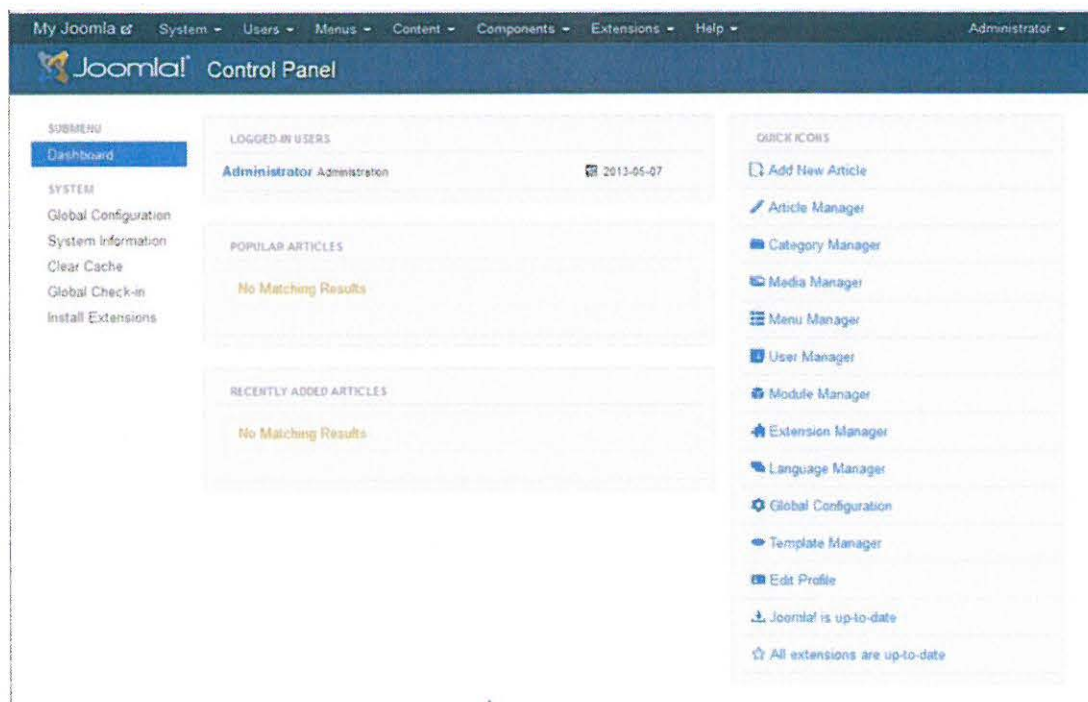 My Joomla System Users Menus Content Components Extensions Help Administrator
Joomla! Control Panel
SUBMENU
Dashboard
SYSTEM
Global Configuration
System Information
Clear Cache
Global Check-in
Install Extensions
LOGGED-IN USERS
Administrator Administration 2013-05-07
POPULAR ARTICLES
No Matching Results
RECENTLY ADDED ARTICLES
No Matching Results
QUICK ICONS
Add New Article
Article Manager
Category Manager
Media Manager
Menu Manager
User Manager
Module Manager
Extension Manager
Language Manager
Global Configuration
Template Manager
Edit Profile
Joomla! is up-to-date
All extensions are up-to-date